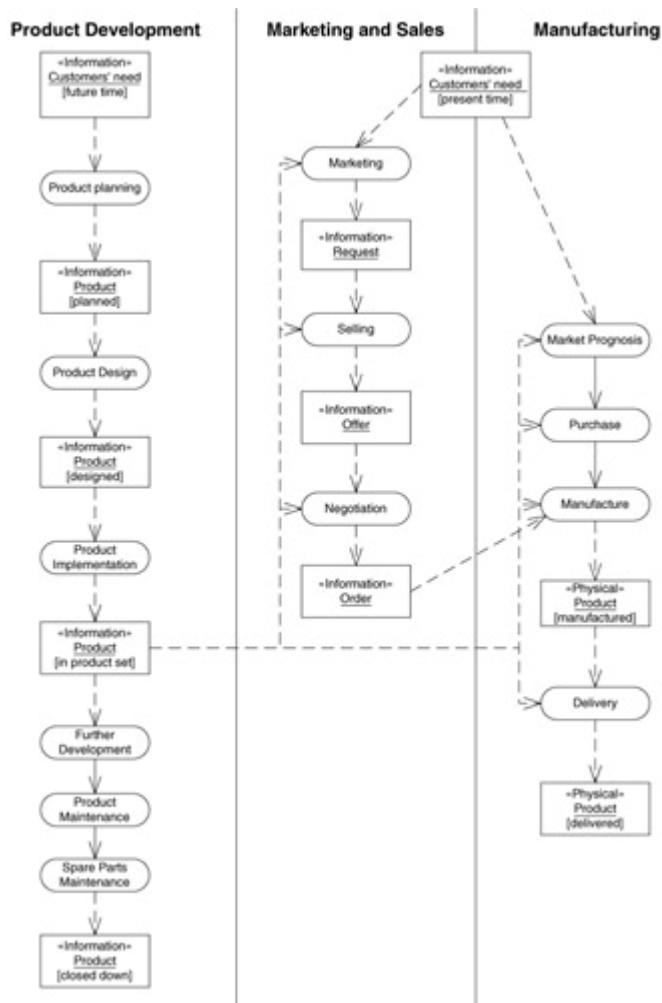 Product Development
Marketing and Sales
Manufacturing
«Information»
Customers' need
[future time]
Product planning
«Information»
Product
[planned]
Product Design
«Information»
Product
[designed]
Product
Implementation
«Information»
Product
[in product set]
Further
Development
Product
Maintenance
Spare Parts
Maintenance
«Information»
Product
[closed down]
«Information»
Customers' need
[present time]
Marketing
«Information»
Request
Selling
«Information»
Offer
Negotiation
«Information»
Order
Market Prognosis
Purchase
Manufacture
«Physical»
Product
[manufactured]
Delivery
«Physical»
Product
[delivered]